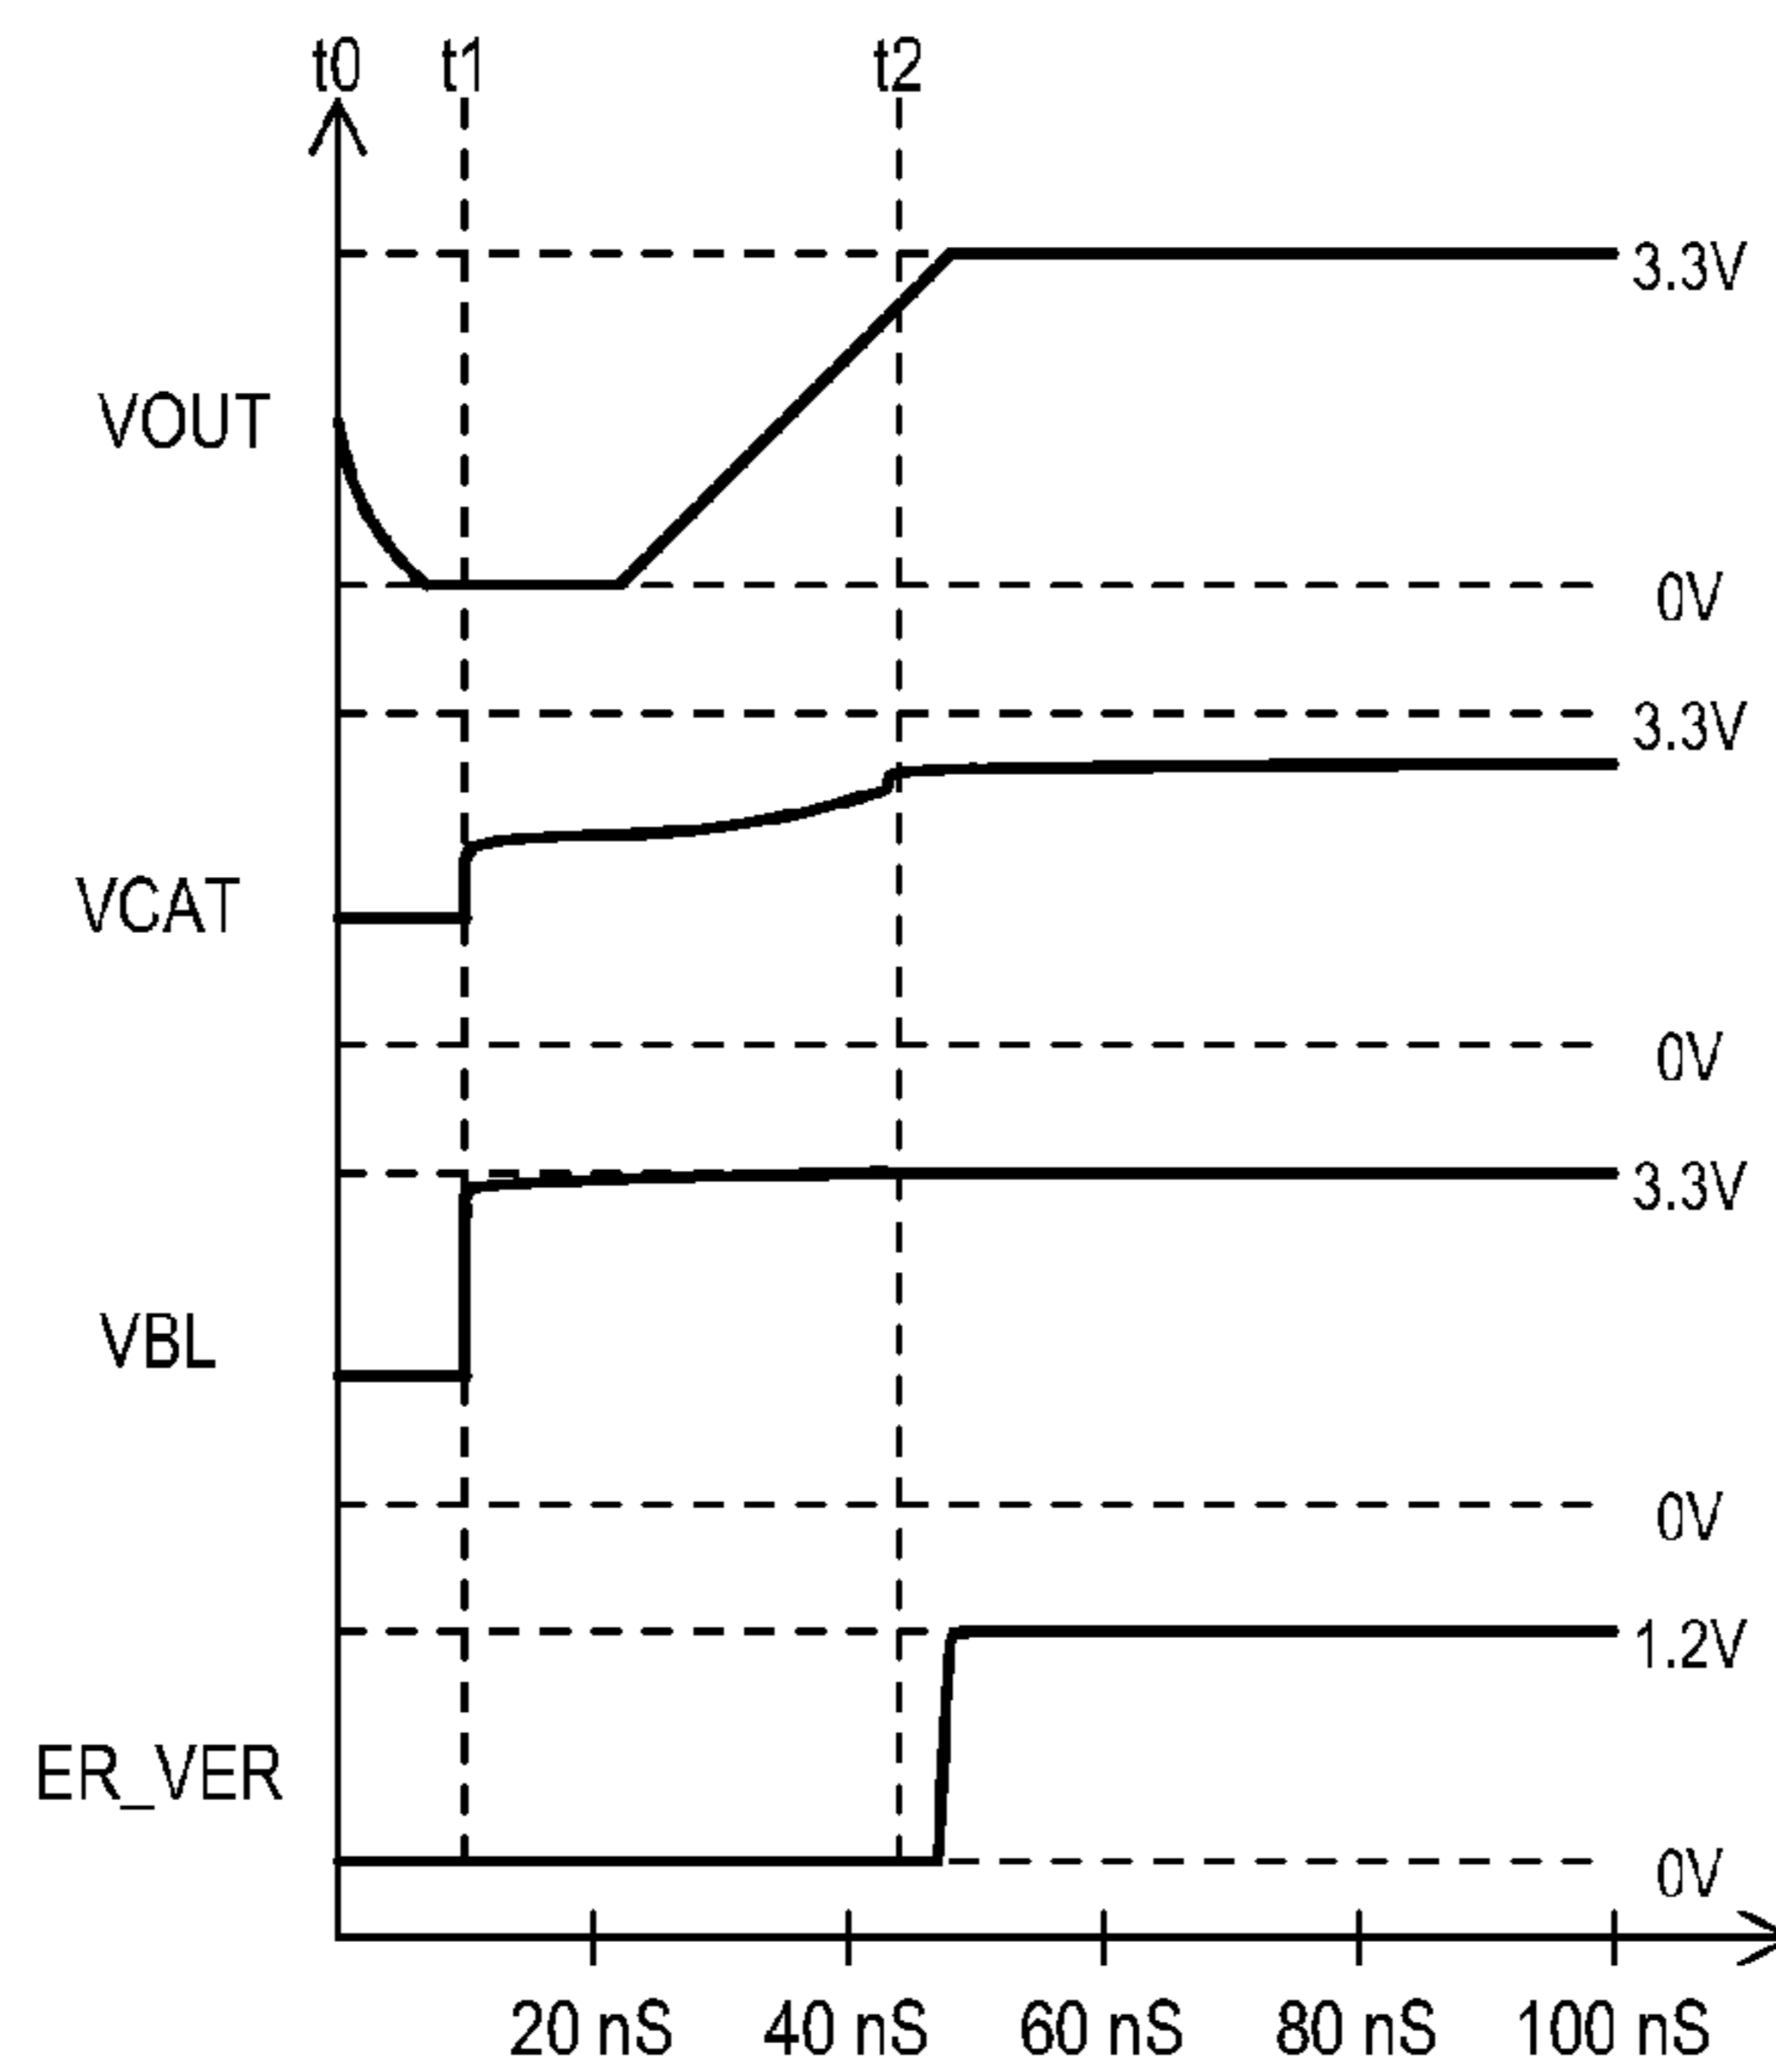 t0 t1 t2
3.3V
VOUT
0V
3.3V
VCAT
0V
3.3V
VBL
0V
1.2V
ER_VER
0V
20 nS 40 nS 60 nS 80 nS 100 nS